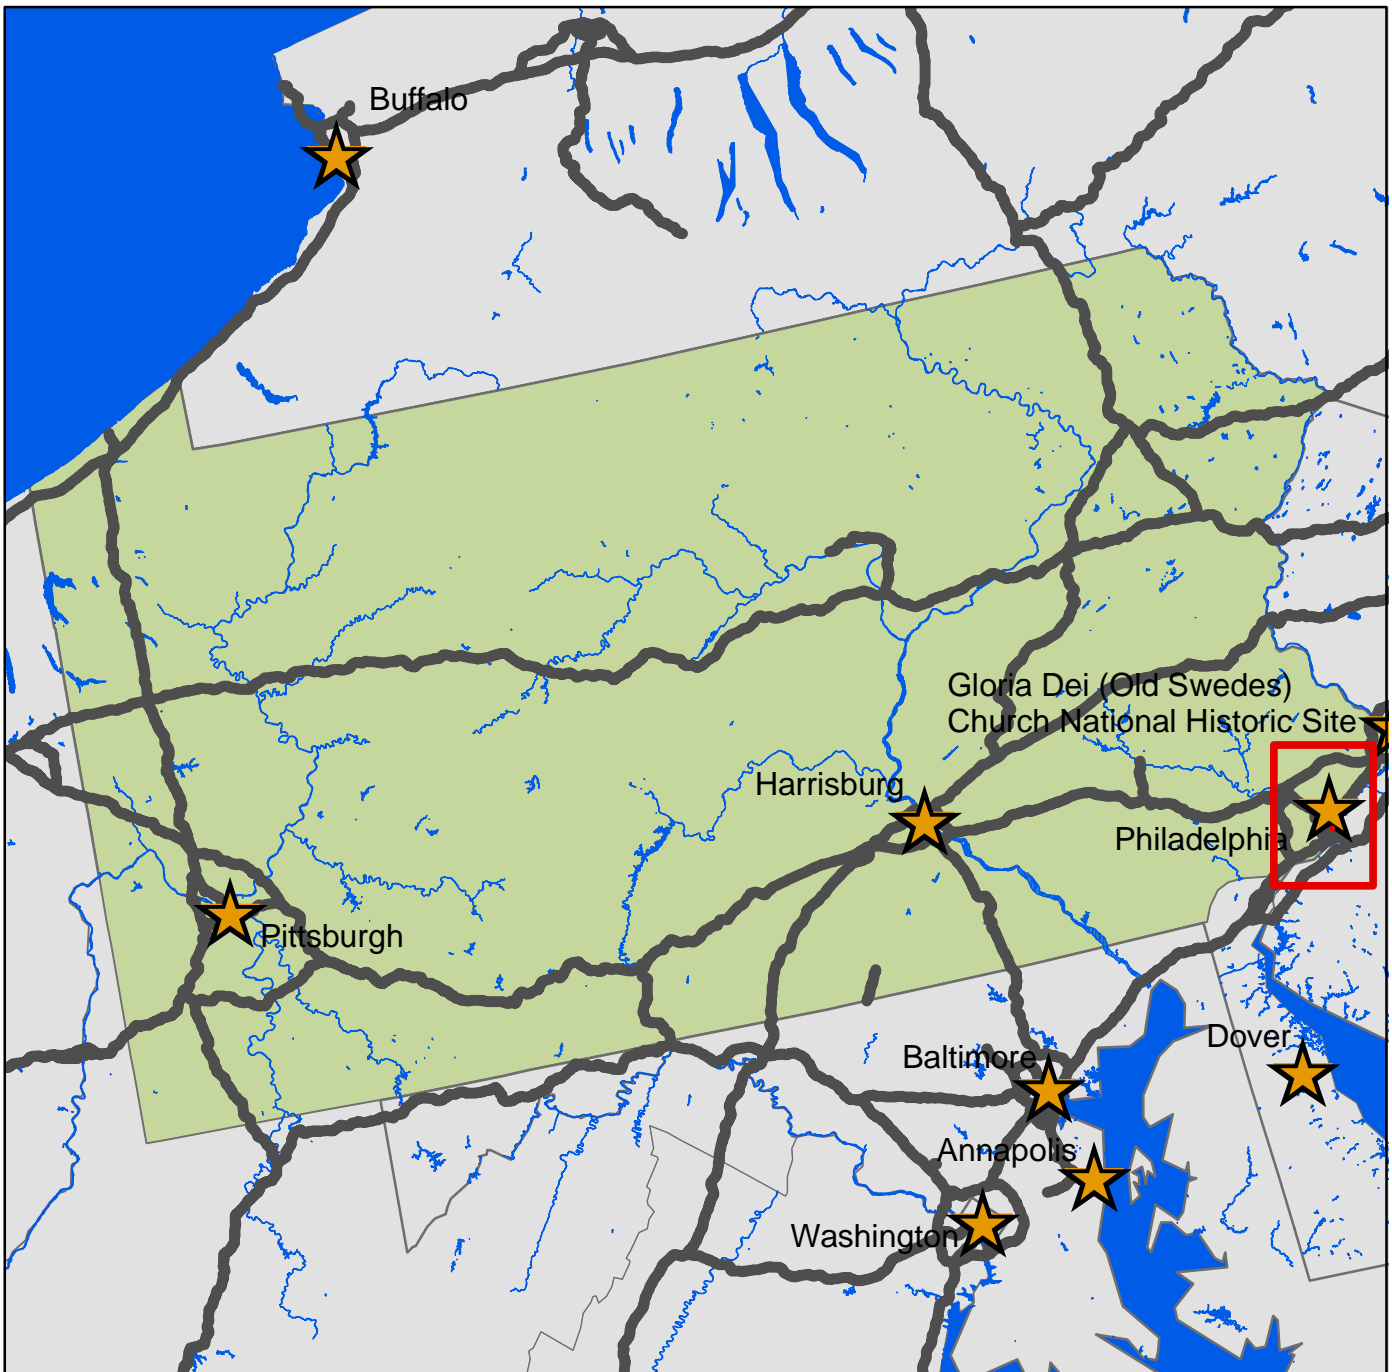 Buffalo
Gloria Dei (Old Swedes)
Church National Historic Site
Harrisburg
Philadelphia
Pittsburgh
Dover
Baltimore
Annapolis
Washington